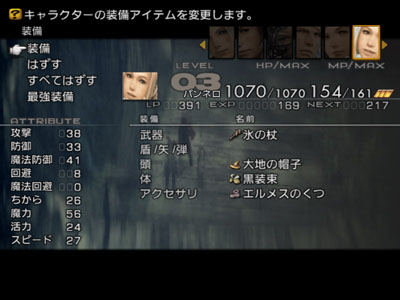 キャラクターの装備アイテムを変更します。
装備
装備
はずす
すべてはずす
最強装備
LEVEL HP/MAX MP/MAX
03
パンネロ 1070/1070 154/161
LP 391 EXP 169 NEXT 217
ATTRIBUTE
攻撃 38
防御 33
魔法防御 41
回避 8
魔法回避 0
ちから 26
魔力 56
活力 24
スピード 27
装備 名前
武器 氷の杖
盾/矢/弾
頭 大地の帽子
体 黒装束
アクセサリ エルメスのくつ